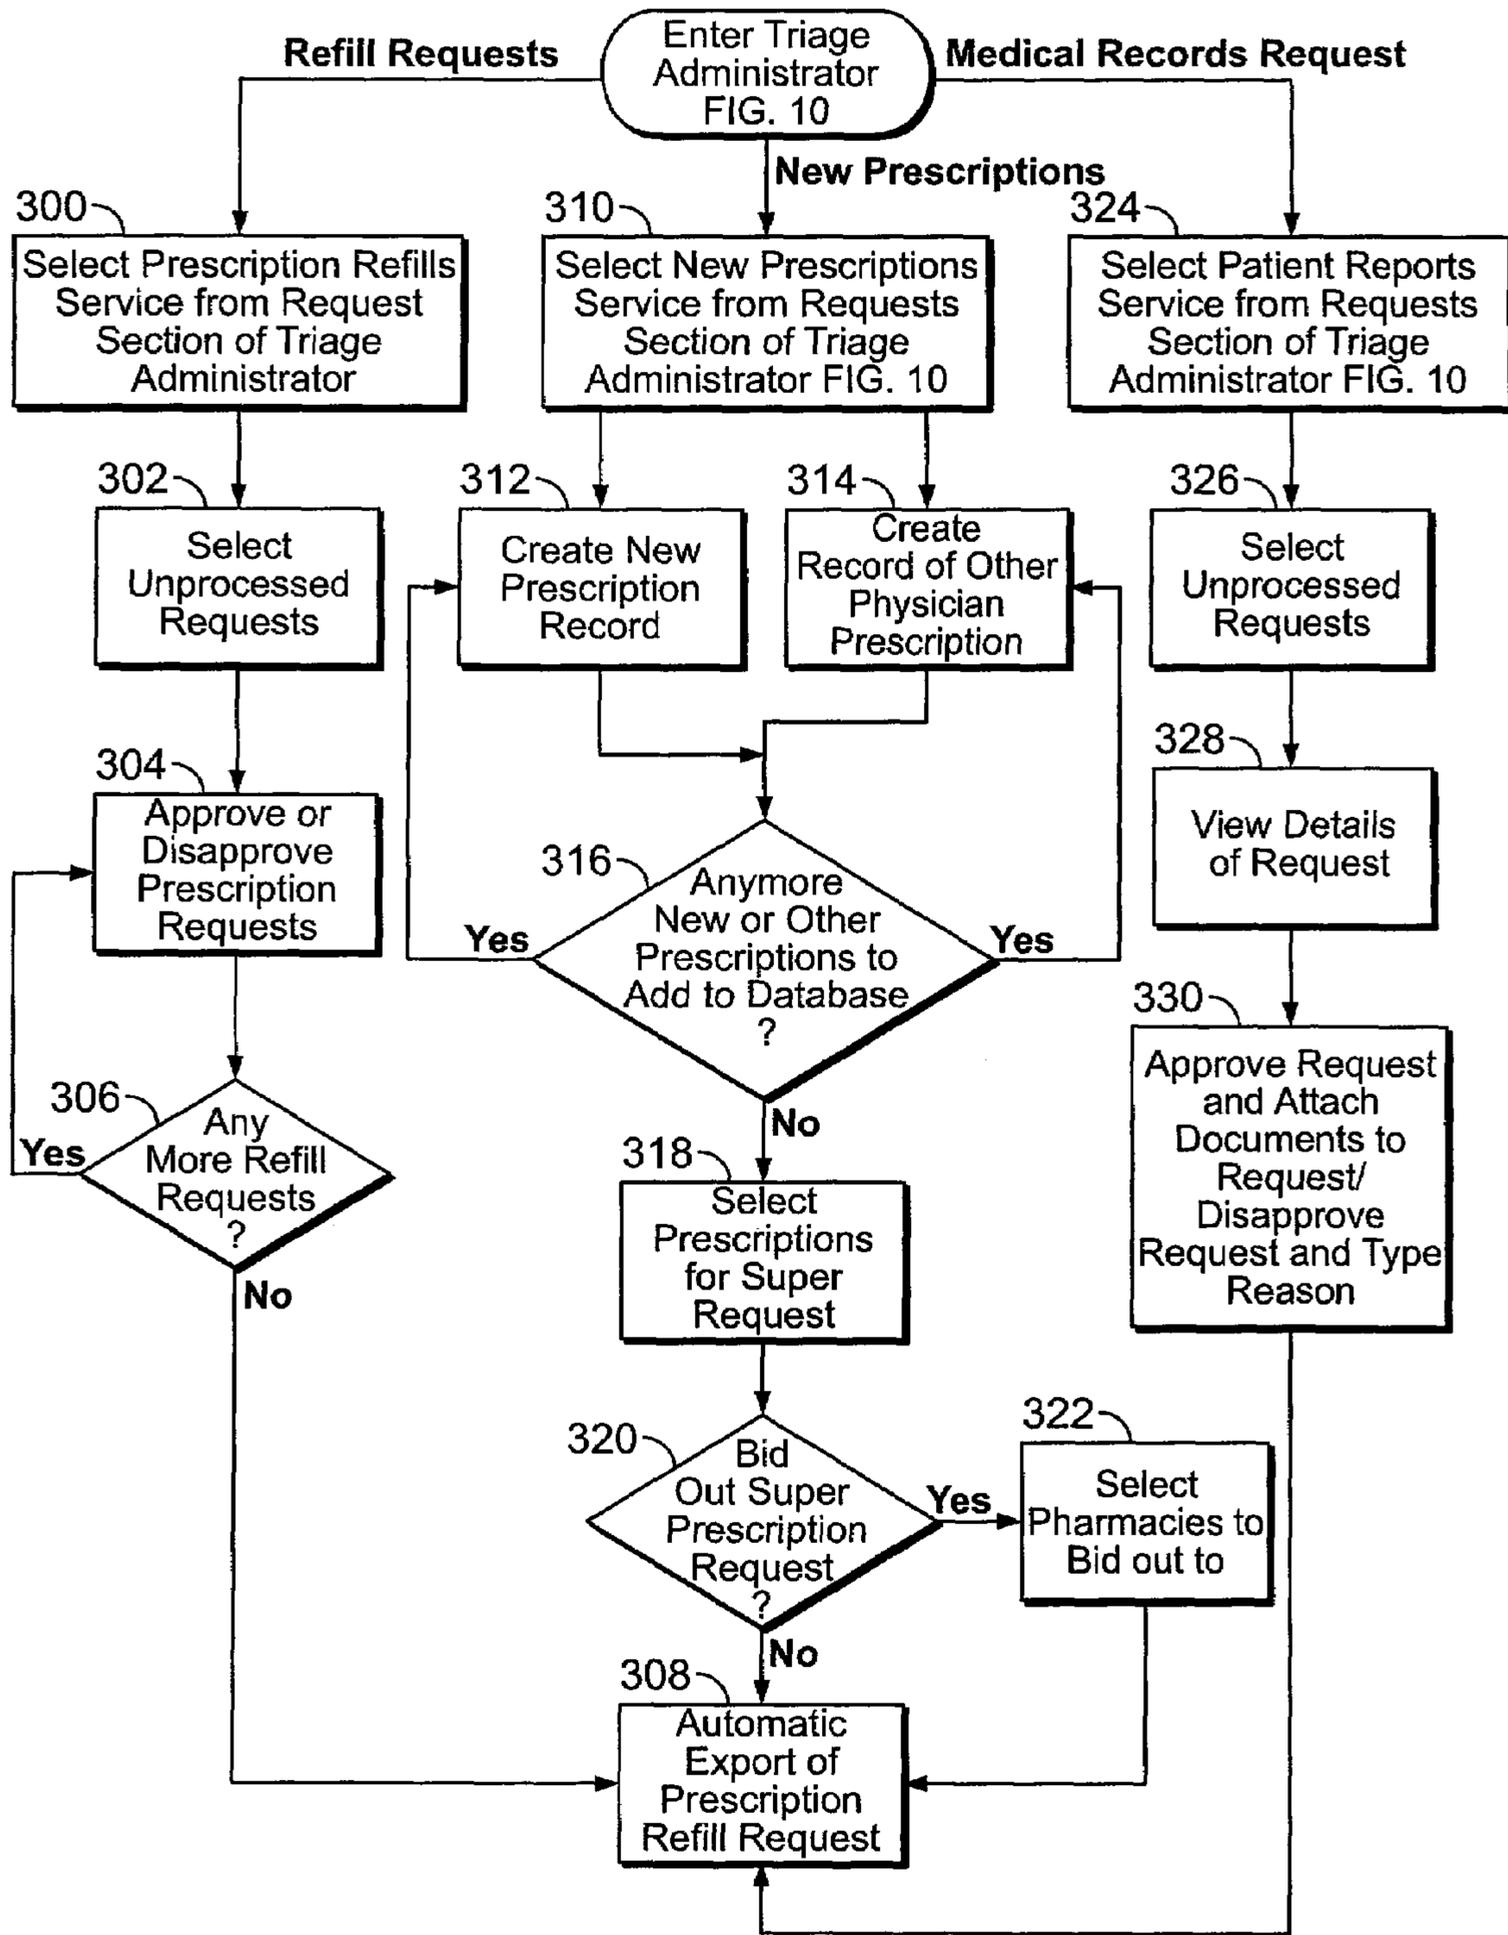 Refill Requests
Enter Triage
Administrator
FIG. 10
Medical Records Request
New Prescriptions
300
Select Prescription Refills
Service from Request
Section of Triage
Administrator
310
Select New Prescriptions
Service from Requests
Section of Triage
Administrator FIG. 10
324
Select Patient Reports
Service from Requests
Section of Triage
Administrator FIG. 10
302
Select
Unprocessed
Requests
312
Create New
Prescription
Record
314
Create
Record of Other
Physician
Prescription
326
Select
Unprocessed
Requests
304
Approve or
Disapprove
Prescription
Requests
316
Anymore
New or Other
Prescriptions to
Add to Database
?
Yes
Yes
No
328
View Details
of Request
306
Any
More Refill
Requests
?
Yes
No
330
Approve Request
and Attach
Documents to
Request/
Disapprove
Request and Type
Reason
318
Select
Prescriptions
for Super
Request
320
Bid
Out Super
Prescription
Request
?
Yes
No
322
Select
Pharmacies to
Bid out to
308
Automatic
Export of
Prescription
Refill Request